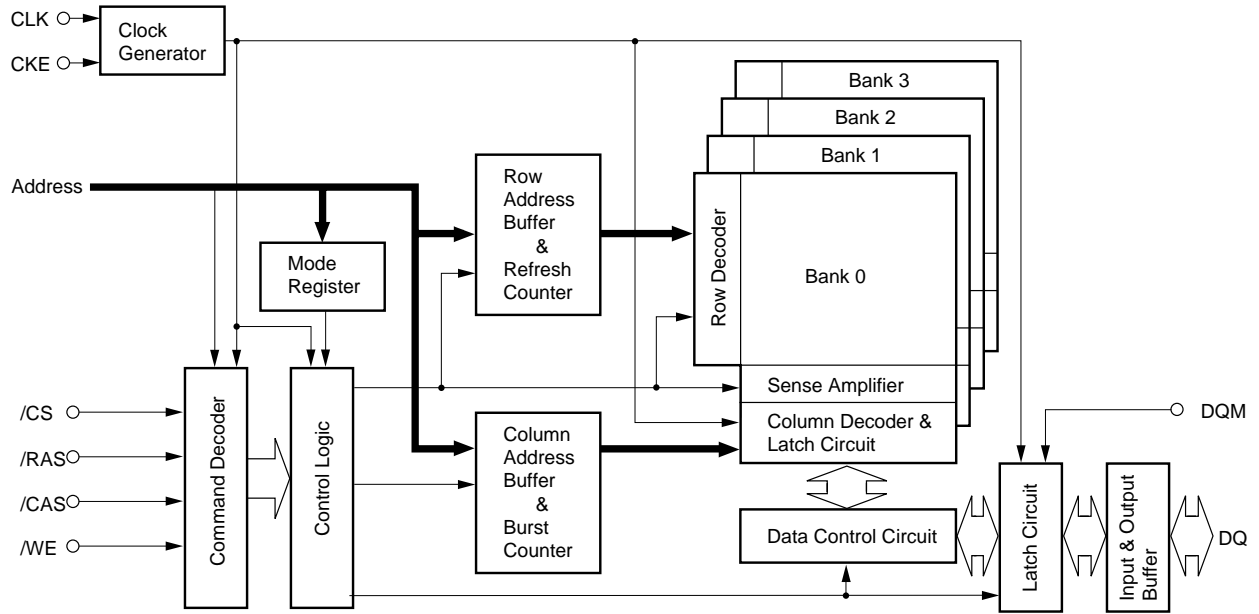 CLK
CKE
Clock
Generator
Bank 3
Bank 2
Bank 1
Address
Row
Address
Buffer
&
Refresh
Counter
Row Decoder
Bank 0
Mode
Register
Sense Amplifier
/CS
/RAS
/CAS
/WE
Command Decoder
Control Logic
Column
Address
Buffer
&
Burst
Counter
Column Decoder &
Latch Circuit
DQM
Data Control Circuit
Latch Circuit
Input & Output
Buffer
DQ